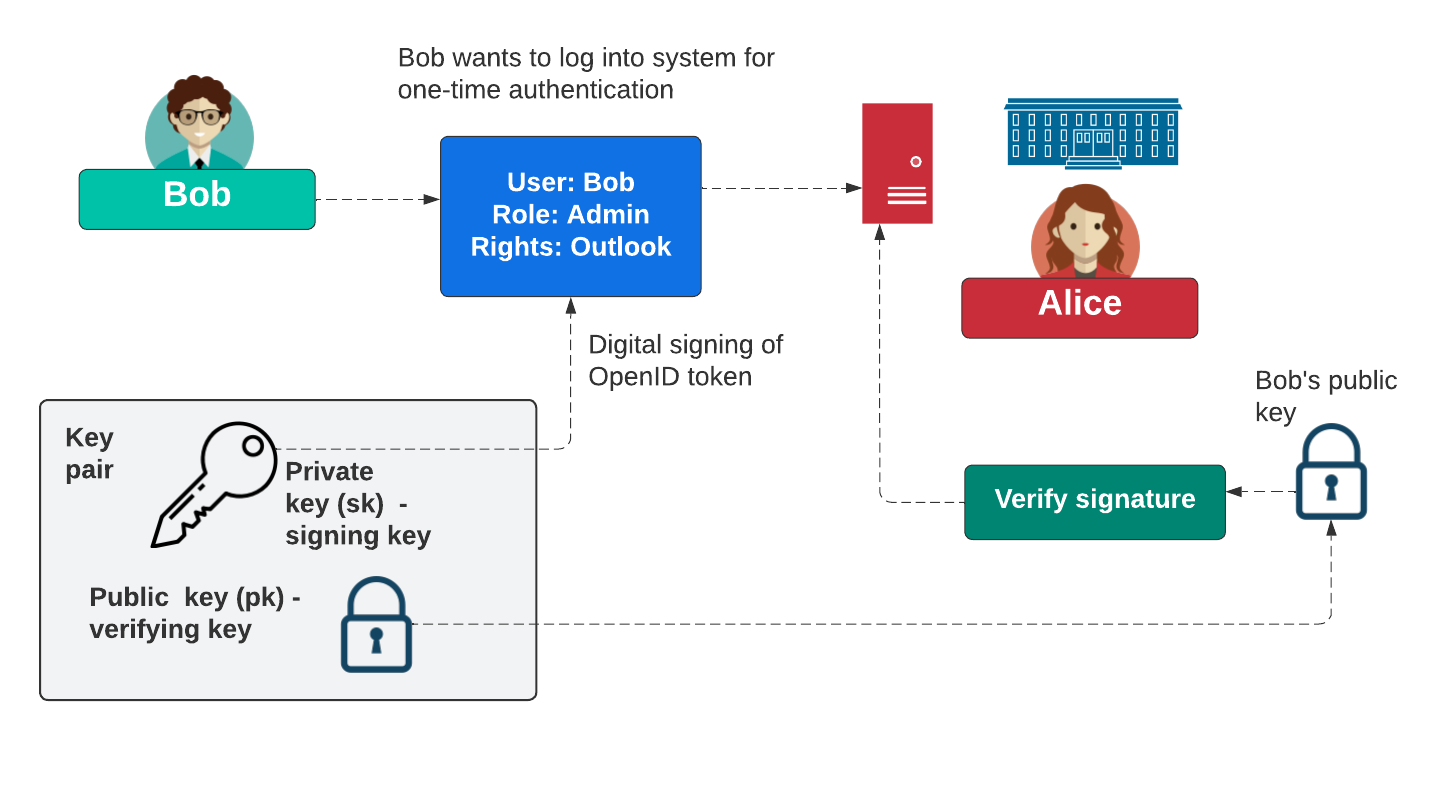 Bob wants to log into system for
one-time authentication
Bob
User: Bob
Role: Admin
Rights: Outlook
Alice
Digital signing of
OpenID token
Bob's public
key
Key
pair
Private
key (sk) -
signing key
Verify signature
Public key (pk) -
verifying key